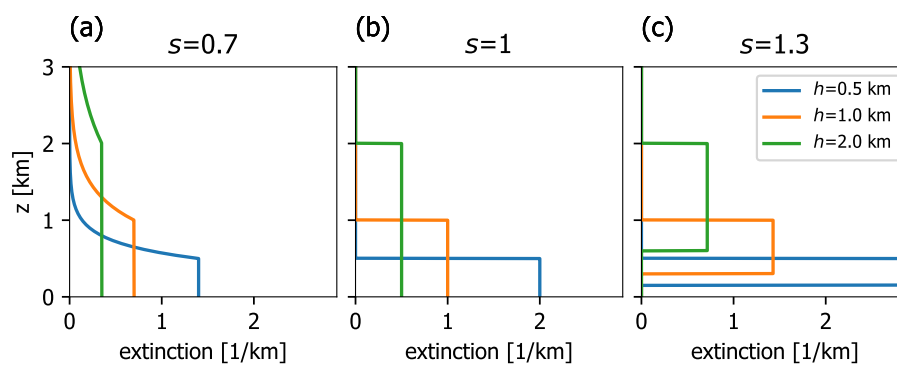 (a)
s=0.7
(b)
s=1
(c)
s=1.3
z [km]
3
2
1
0
0
1
2
extinction [1/km]
0
1
2
extinction [1/km]
h=0.5 km
h=1.0 km
h=2.0 km
0
1
2
extinction [1/km]